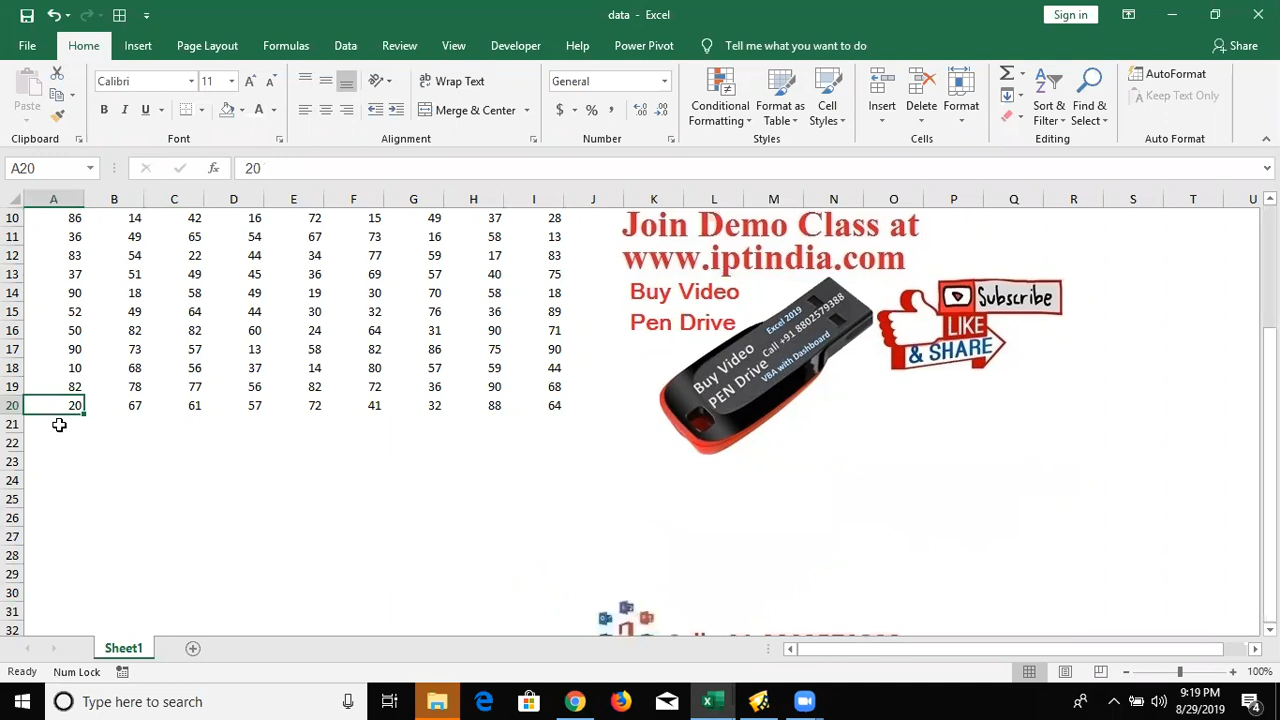 data - Excel
Sign in
File Home Insert Page Layout Formulas Data Review View Developer Help Power Pivot Tell me what you want to do Share
Paste
Calibri 11
Wrap Text
General
Conditional Formatting
Format as Table
Cell Styles
Insert
Delete
Format
Sort & Filter
Find & Select
AutoFormat
B I U
Merge & Center
$ % ,
Keep Text Only
Clipboard Font Alignment Number Styles Cells Editing Auto Format
A20 fx 20
A B C D E F G H I J K L M N O P Q R S T U
10 86 14 42 16 72 15 49 37 28
11 36 49 65 54 67 73 16 58 13
12 83 54 22 44 34 77 59 17 83
13 37 51 49 45 36 69 57 40 75
14 90 18 58 49 19 30 70 58 18
15 52 49 64 44 30 32 76 36 89
16 50 82 82 60 24 64 31 90 71
17 90 73 57 13 58 82 86 75 90
18 10 68 56 37 14 80 57 59 44
19 82 78 77 56 82 72 36 90 68
20 20 67 61 57 72 41 32 88 64
21
22
23
24
25
26
27
28
29
30
31
32
Join Demo Class at
www.iptindia.com
Buy Video
Pen Drive
Buy Video
PEN Drive
Excel 2019
Call +91 8802579388
VBA with Dashboard
Subscribe
LIKE
& SHARE
Sheet1
Ready Num Lock 100%
Type here to search
9:19 PM
8/29/2019
4